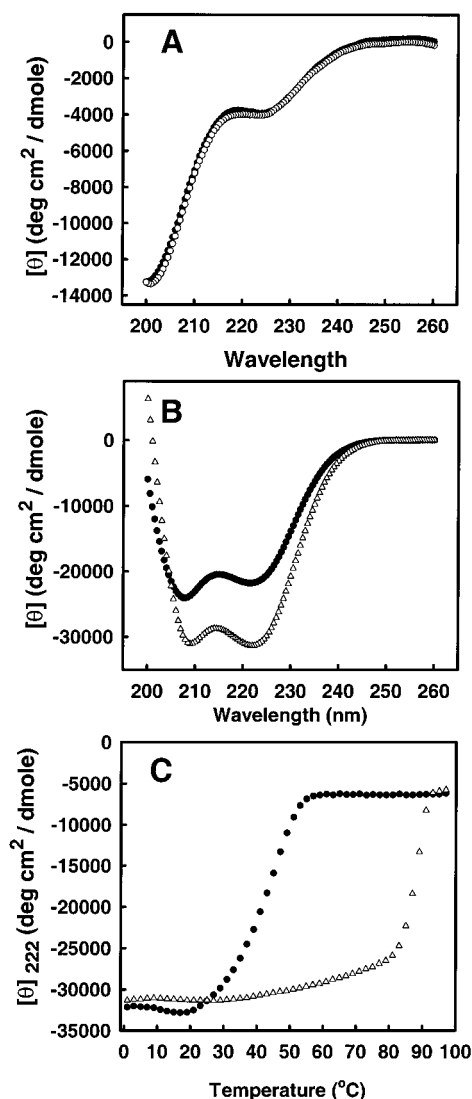 A
0
-2000
-4000
-6000
-8000
-10000
-12000
-14000
[θ] (deg cm² / dmole)
200 210 220 230 240 250 260
Wavelength
B
0
-10000
-20000
-30000
[θ] (deg cm² / dmole)
200 210 220 230 240 250 260
Wavelength (nm)
C
0
-5000
-10000
-15000
-20000
-25000
-30000
-35000
[θ] 222 (deg cm² / dmole)
0 10 20 30 40 50 60 70 80 90 100
Temperature (°C)